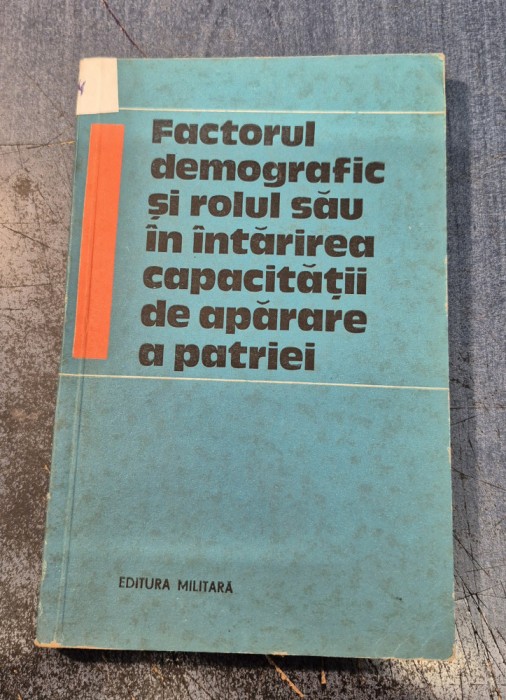 Factorul
demografic
și rolul său
în întărirea
capacității
de apărare
a patriei
EDITURA MILITARĂ